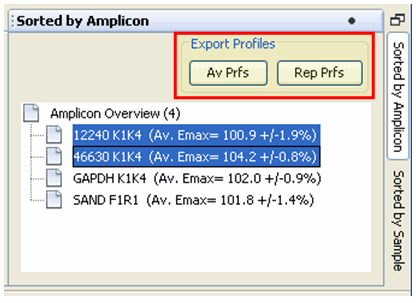 Sorted by Amplicon
Export Profiles
Av Prfs
Rep Prfs
Amplicon Overview (4)
12240 K1K4 (Av. Emax= 100.9 +/-1.9%)
46630 K1K4 (Av. Emax= 104.2 +/-0.8%)
GAPDH K1K4 (Av. Emax= 102.0 +/-0.9%)
SAND F1R1 (Av. Emax= 101.8 +/-1.4%)
Sorted by Amplicon
Sorted by Sample